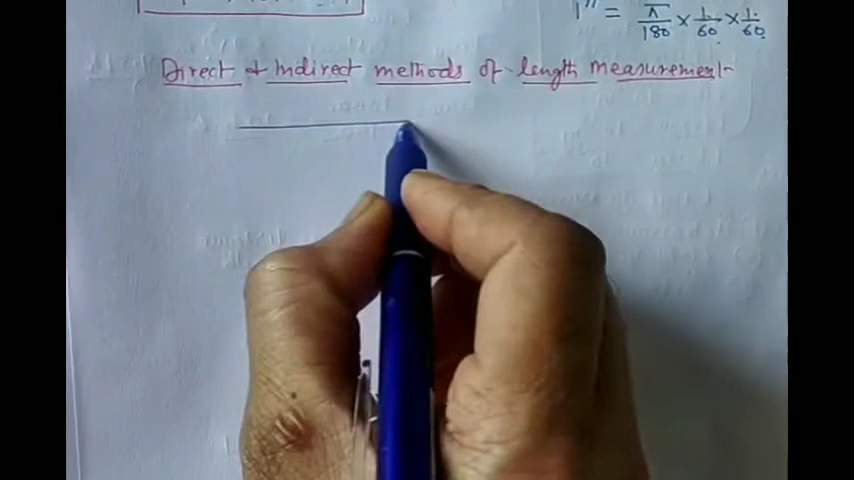 1" = π/180 × 1/60 × 1/60
Direct & Indirect methods of length measurement